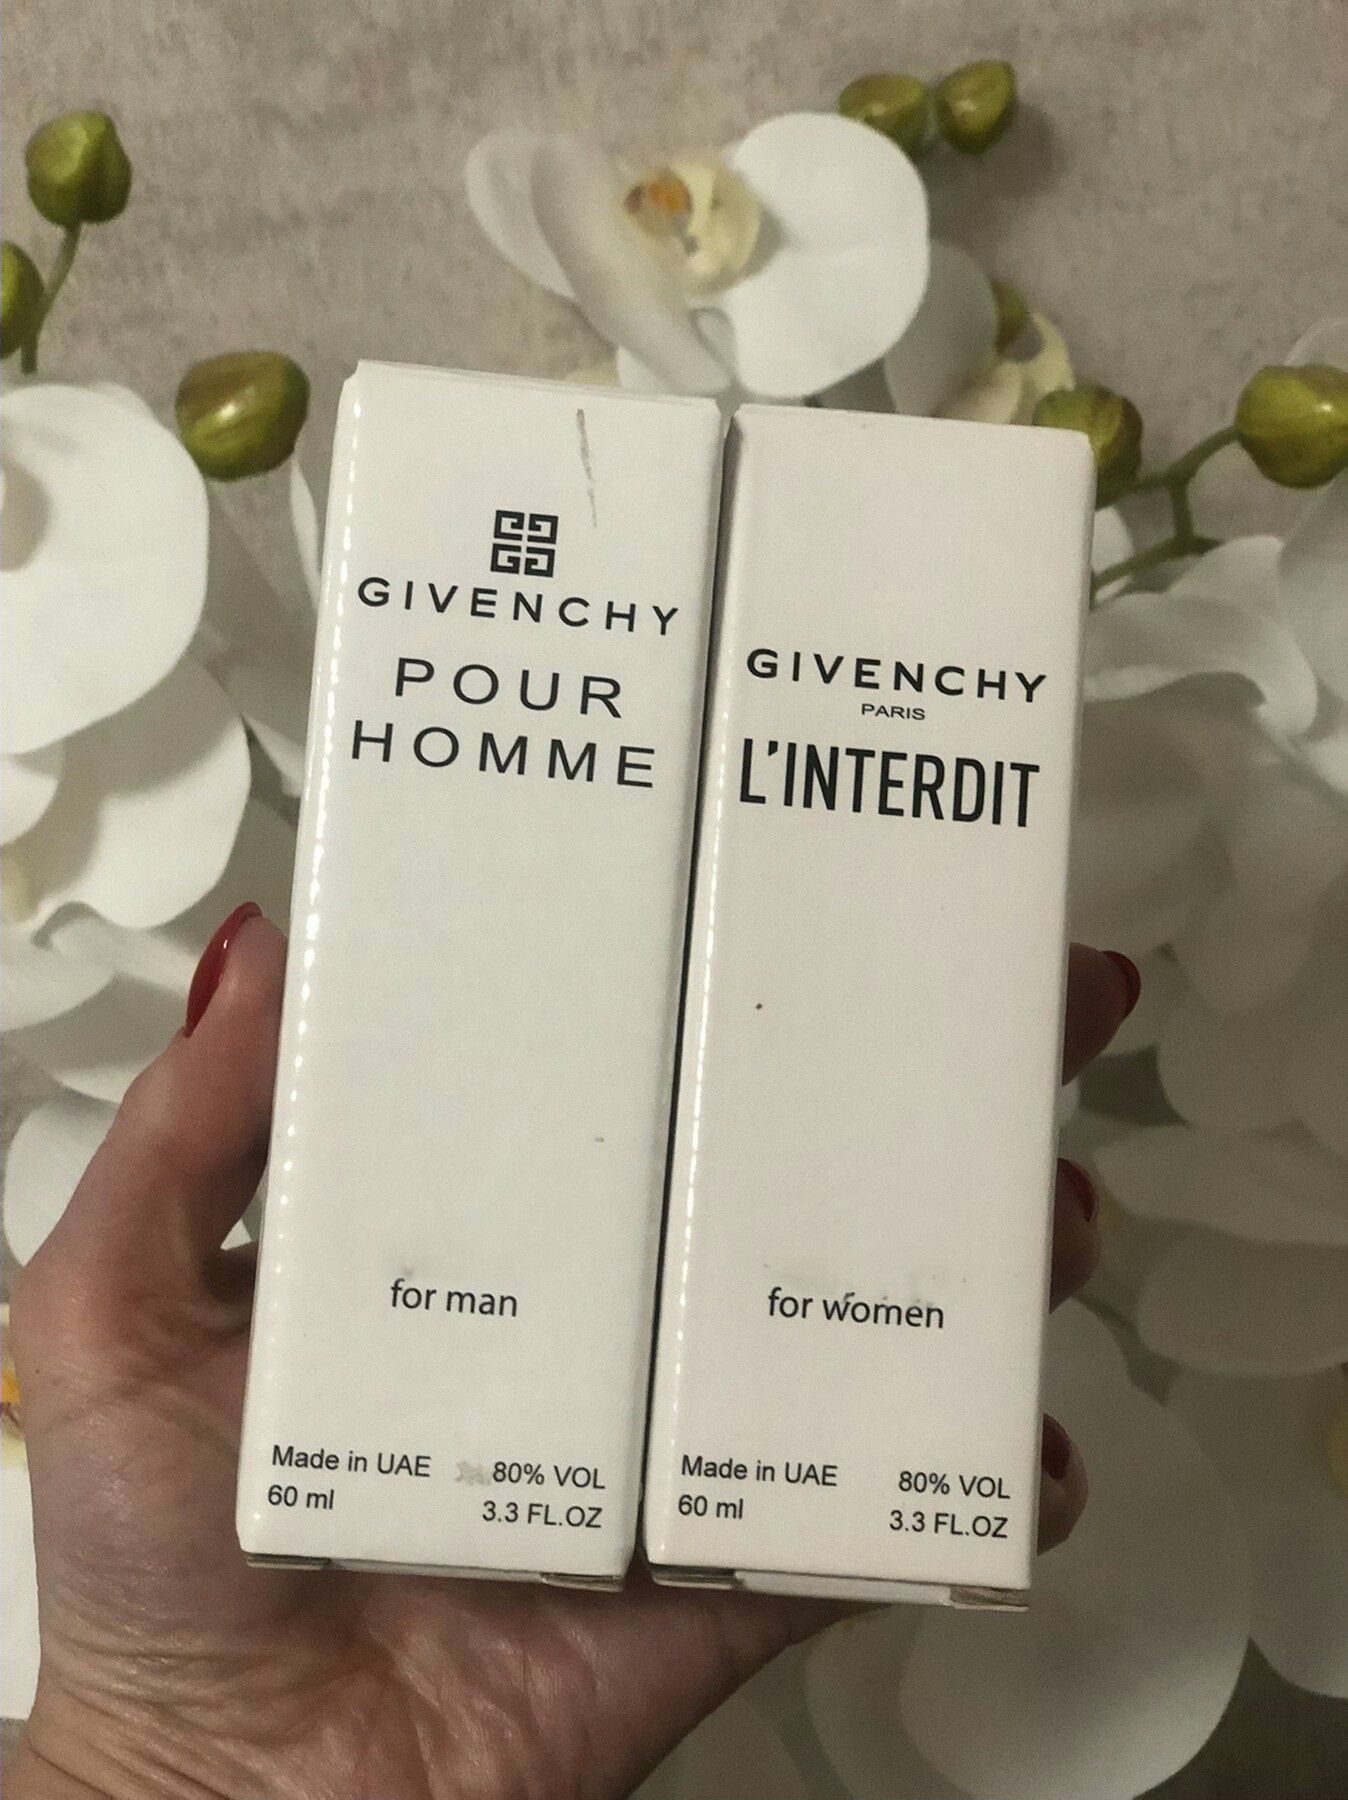 GIVENCHY
POUR
HOMME
for man
Made in UAE
60 ml
80% VOL
3.3 FL.OZ
GIVENCHY
PARIS
L'INTERDIT
for women
Made in UAE
60 ml
80% VOL
3.3 FL.OZ